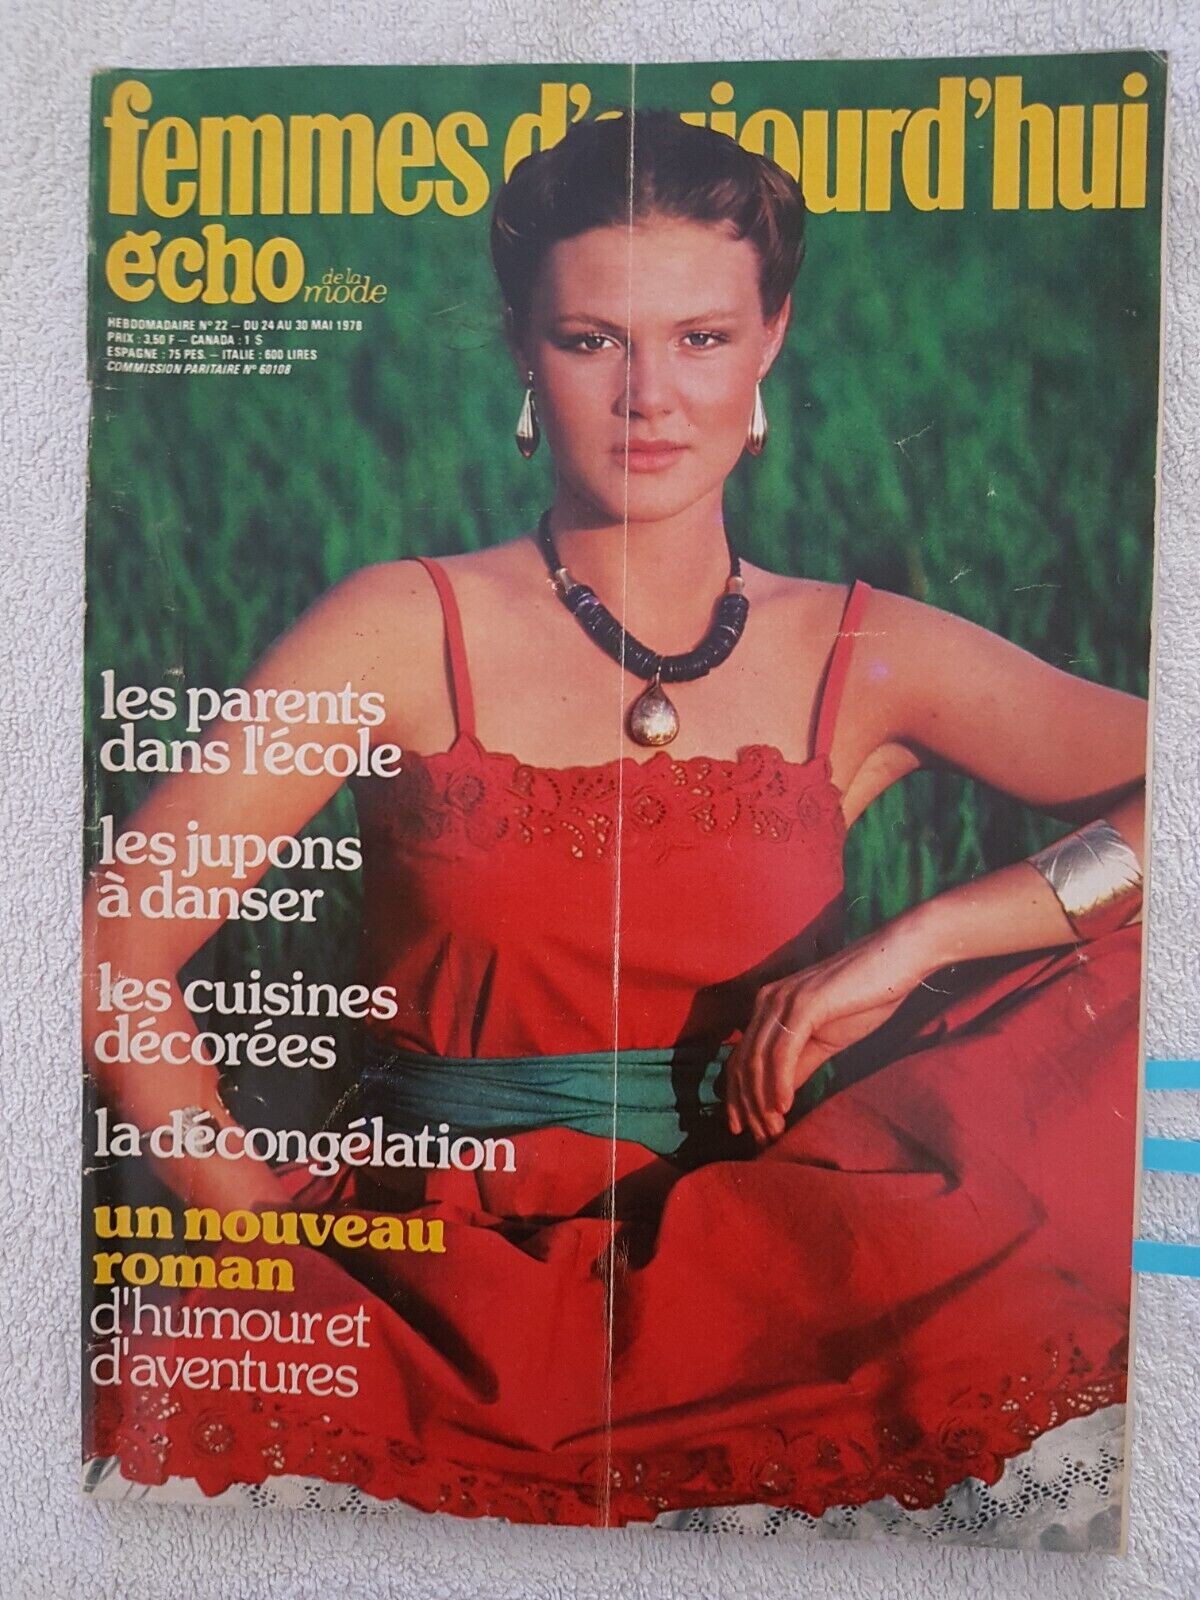 femmes d'aujourd'hui
echo de la mode
HEBDOMADAIRE N° 22 – DU 24 AU 30 MAI 1978
PRIX : 3,50 F – CANADA : 1 $
ESPAGNE : 75 PES. – ITALIE : 600 LIRES
COMMISSION PARITAIRE N° 60108
les parents
dans l'école
les jupons
à danser
les cuisines
décorées
la décongélation
un nouveau
roman
d'humour et
d'aventures